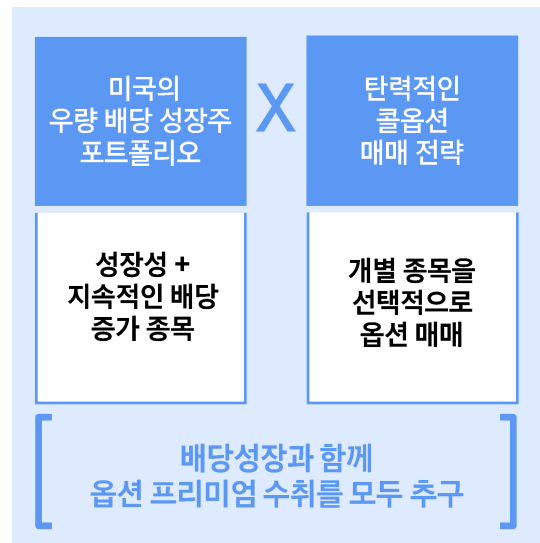 미국의
우량 배당 성장주
포트폴리오
X
탄력적인
콜옵션
매매 전략
성장성 +
지속적인 배당
증가 종목
개별 종목을
선택적으로
옵션 매매
배당성장과 함께
옵션 프리미엄 수취를 모두 추구